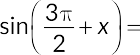 sin(3π/2 + x) =